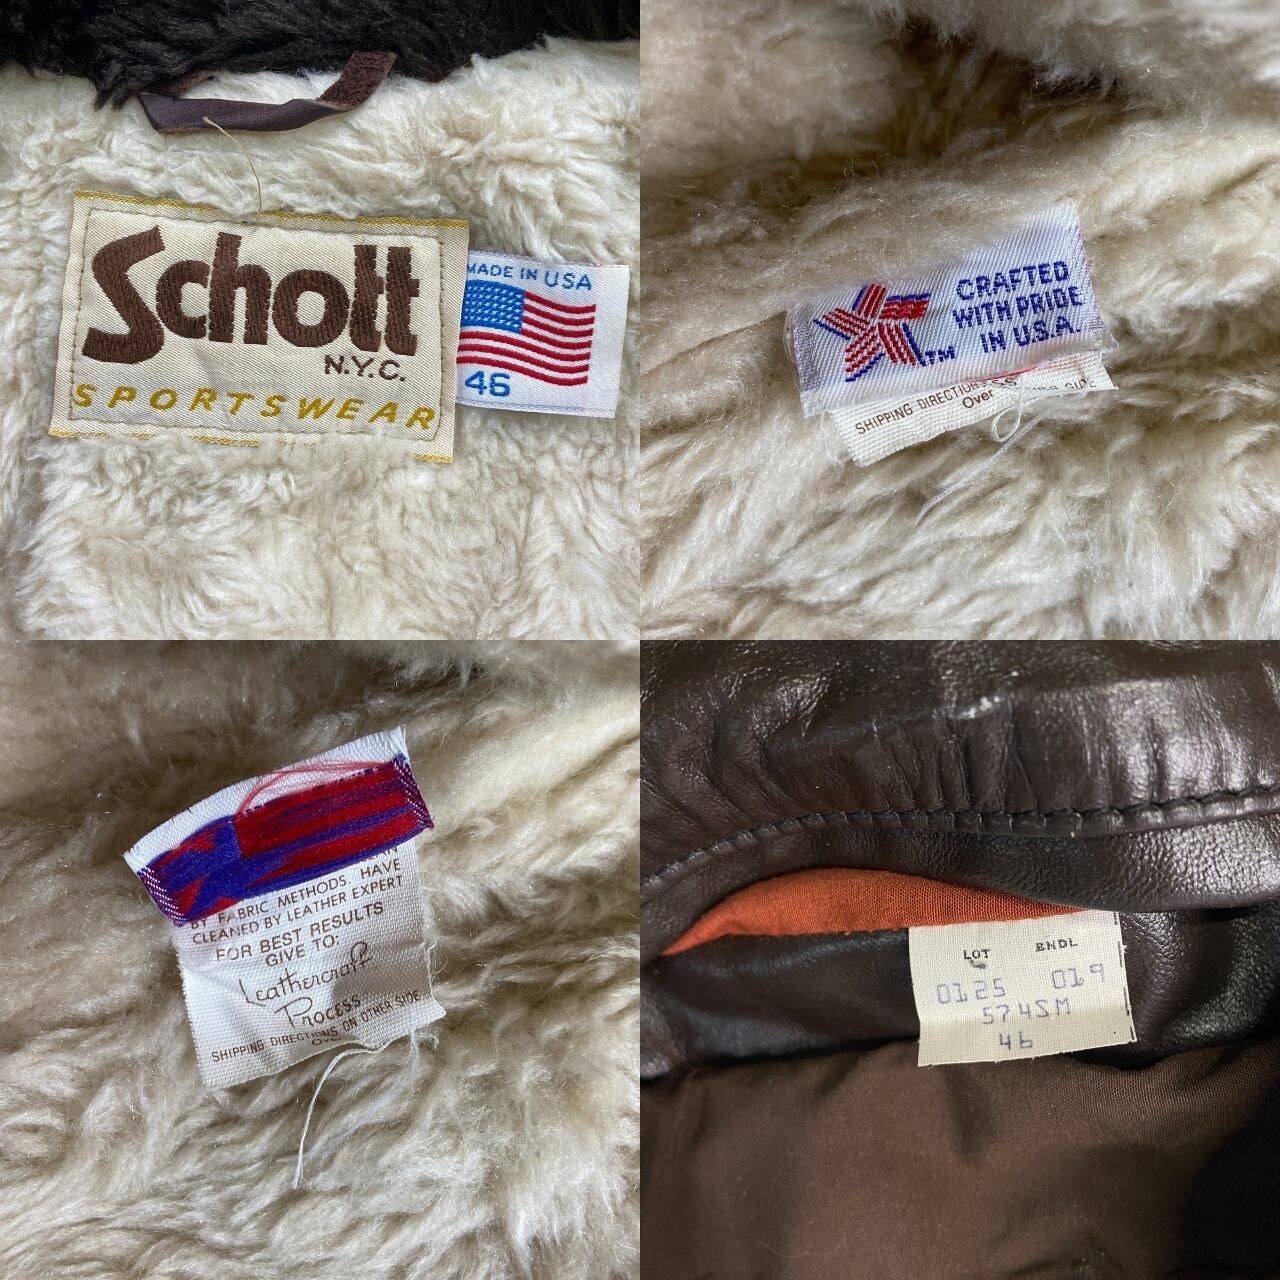 Schott
N.Y.C.
SPORTSWEAR
MADE IN USA
46
CRAFTED
WITH PRIDE
IN U.S.A.
TM
SHIPPING DIRECTIONS
SIDE
Over
BY FABRIC METHODS. HAVE
CLEANED BY LEATHER EXPERT
FOR BEST RESULTS
GIVE TO:
Leathercraft
Process
SHIPPING DIRECTIONS ON OTHER SIDE
LOT BNDL
0125 019
574SM
46